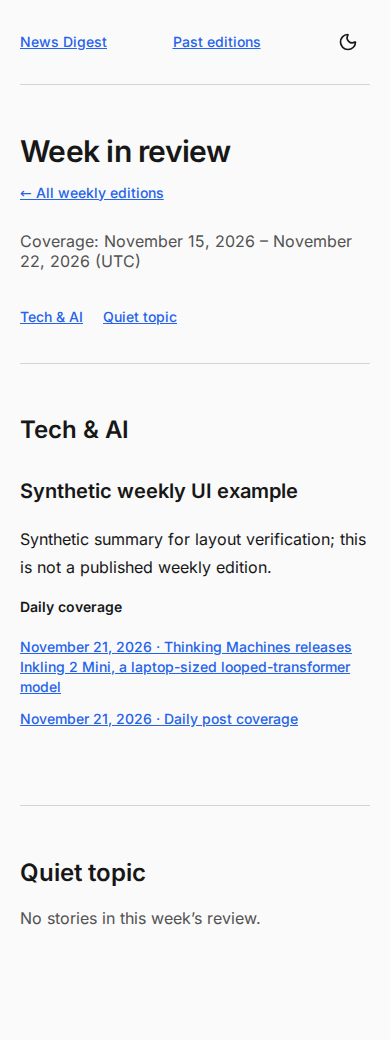 News Digest
Past editions
Week in review
← All weekly editions
Coverage: November 15, 2026 – November
22, 2026 (UTC)
Tech & AI
Quiet topic
Tech & AI
Synthetic weekly UI example
Synthetic summary for layout verification; this
is not a published weekly edition.
Daily coverage
November 21, 2026 · Thinking Machines releases
Inkling 2 Mini, a laptop-sized looped-transformer
model
November 21, 2026 · Daily post coverage
Quiet topic
No stories in this week’s review.